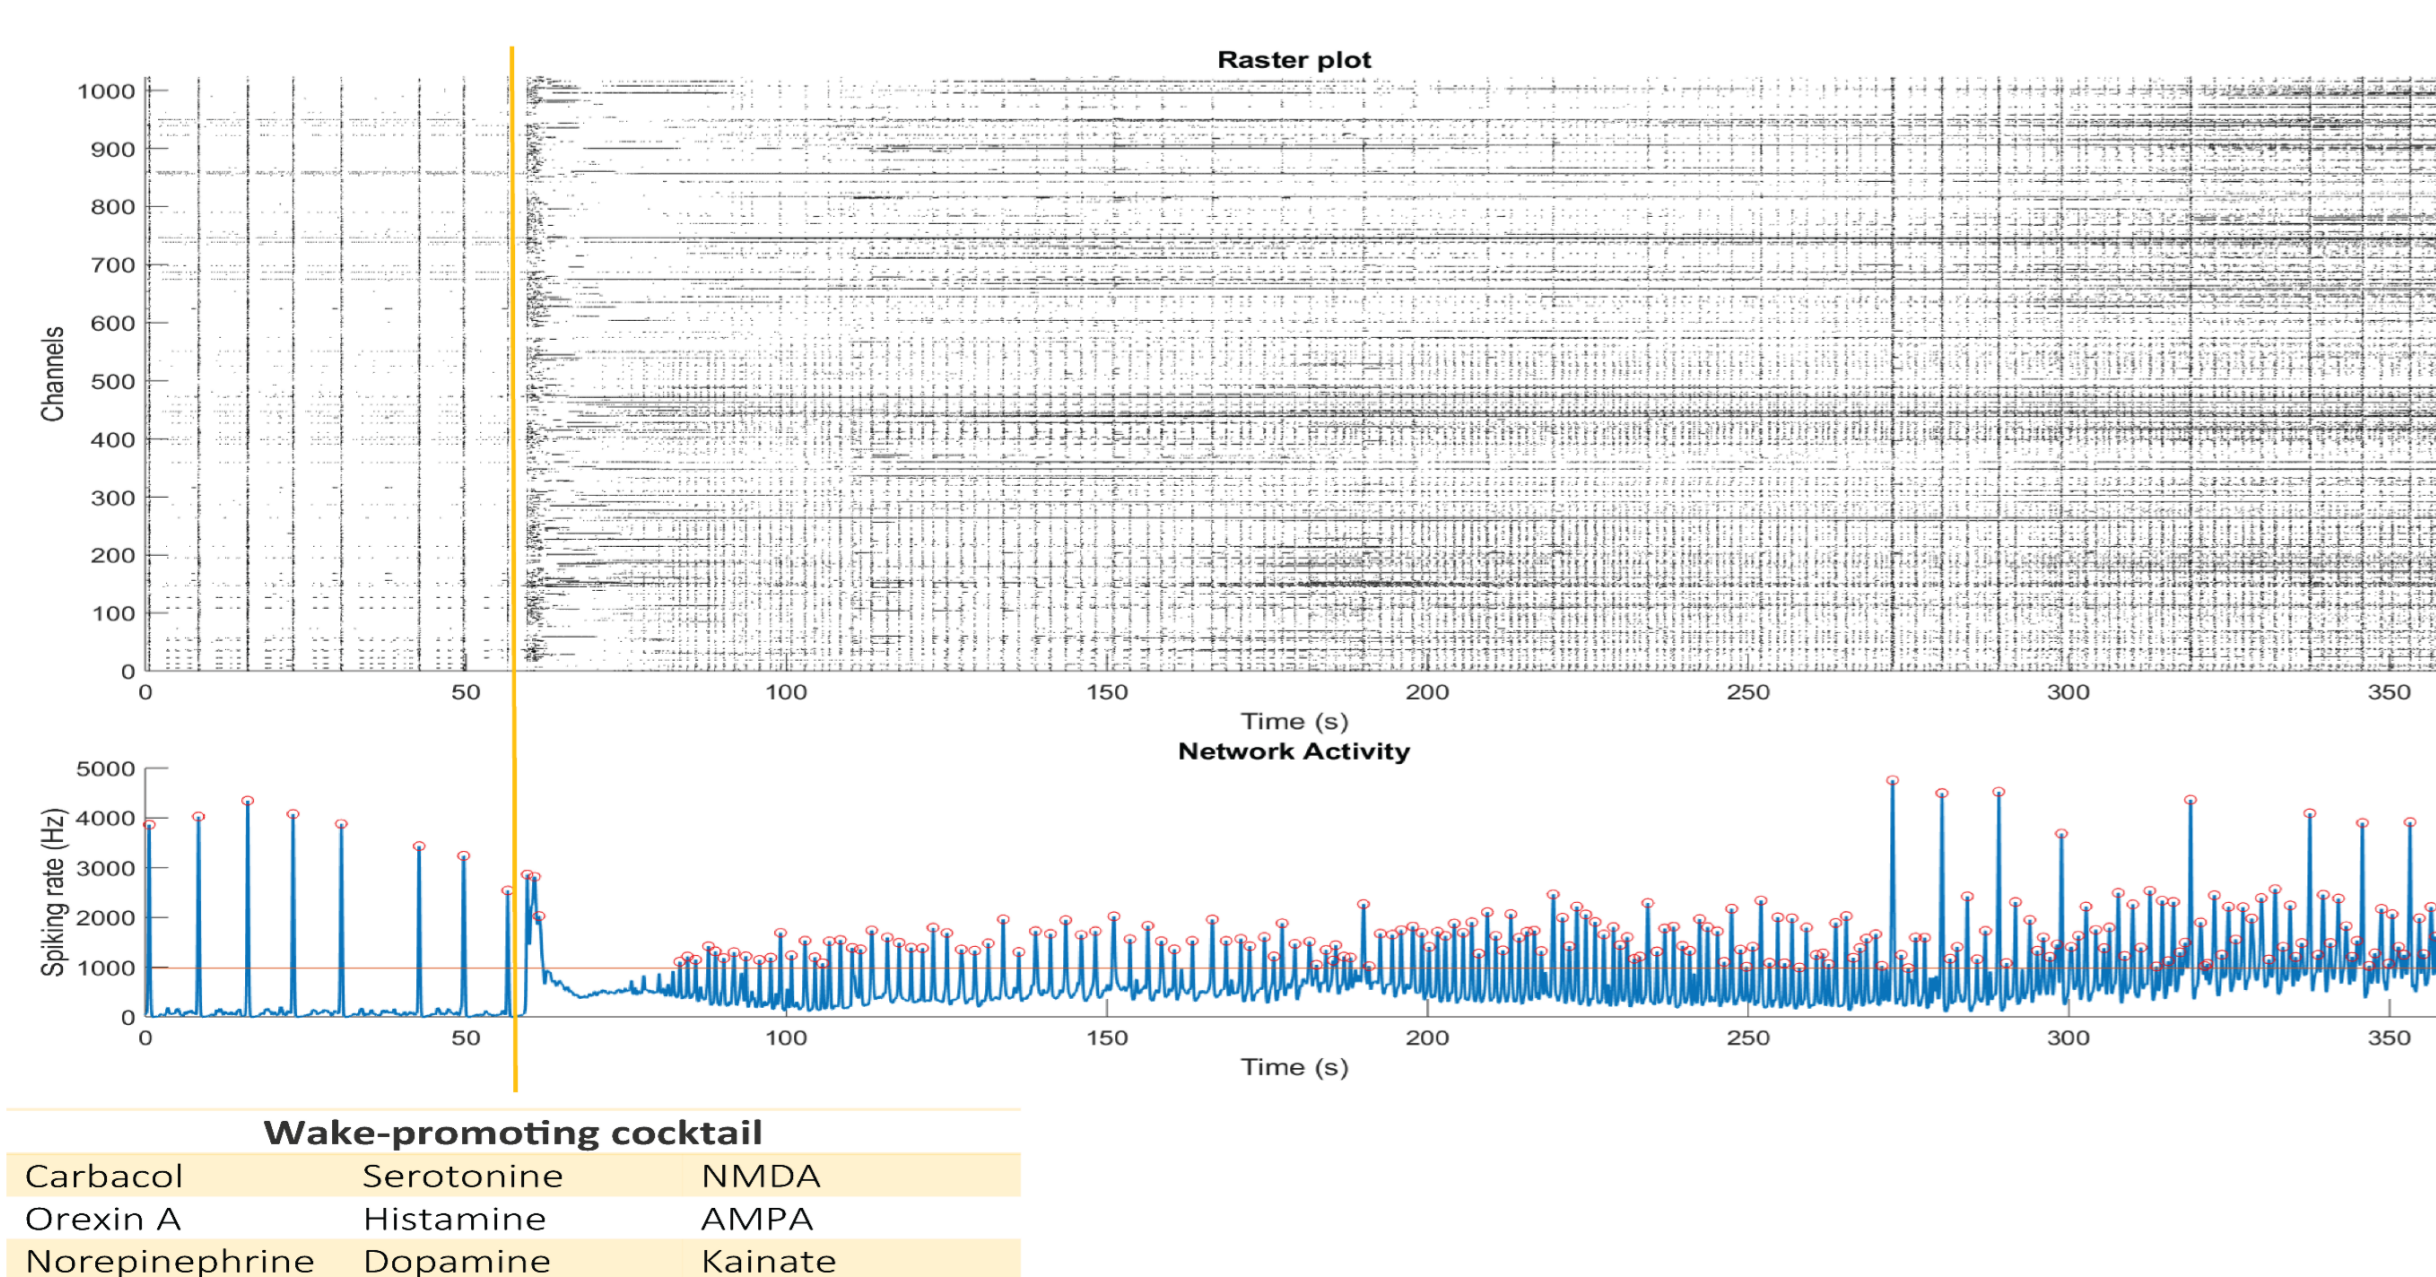 Raster plot
1000
900
800
700
600
500
400
300
200
100
0
Channels
0 50 100 150 200 250 300 350
Time (s)
Network Activity
5000
4000
3000
2000
1000
0
Spiking rate (Hz)
0 50 100 150 200 250 300 350
Time (s)
Wake-promoting cocktail
Carbacol Serotonine NMDA
Orexin A Histamine AMPA
Norepinephrine Dopamine Kainate